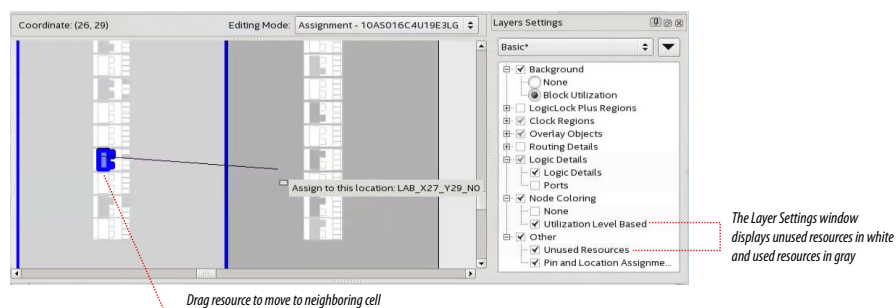 Coordinate: (26, 29)
Editing Mode: Assignment - 10AS016C4U19E3LG
Layers Settings
Basic*
Background
None
Block Utilization
LogicLock Plus Regions
Clock Regions
Overlay Objects
Routing Details
Logic Details
Logic Details
Ports
Node Coloring
None
Utilization Level Based
Other
Unused Resources
Pin and Location Assignme...
Assign to this location: LAB_X27_Y29_N0
The Layer Settings window
displays unused resources in white
and used resources in gray
Drag resource to move to neighboring cell